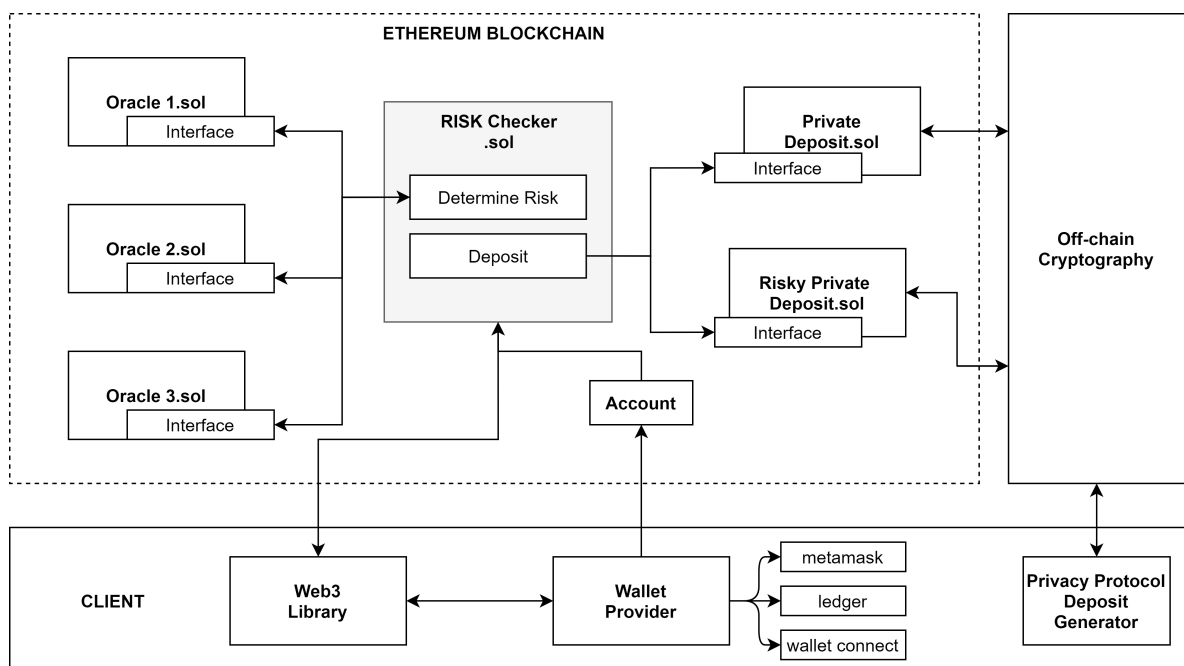 ETHEREUM BLOCKCHAIN
Oracle 1.sol
Interface
Oracle 2.sol
Interface
Oracle 3.sol
Interface
RISK Checker
.sol
Determine Risk
Deposit
Private
Deposit.sol
Interface
Risky Private
Deposit.sol
Interface
Account
Off-chain
Cryptography
CLIENT
Web3
Library
Wallet
Provider
metamask
ledger
wallet connect
Privacy Protocol
Deposit
Generator